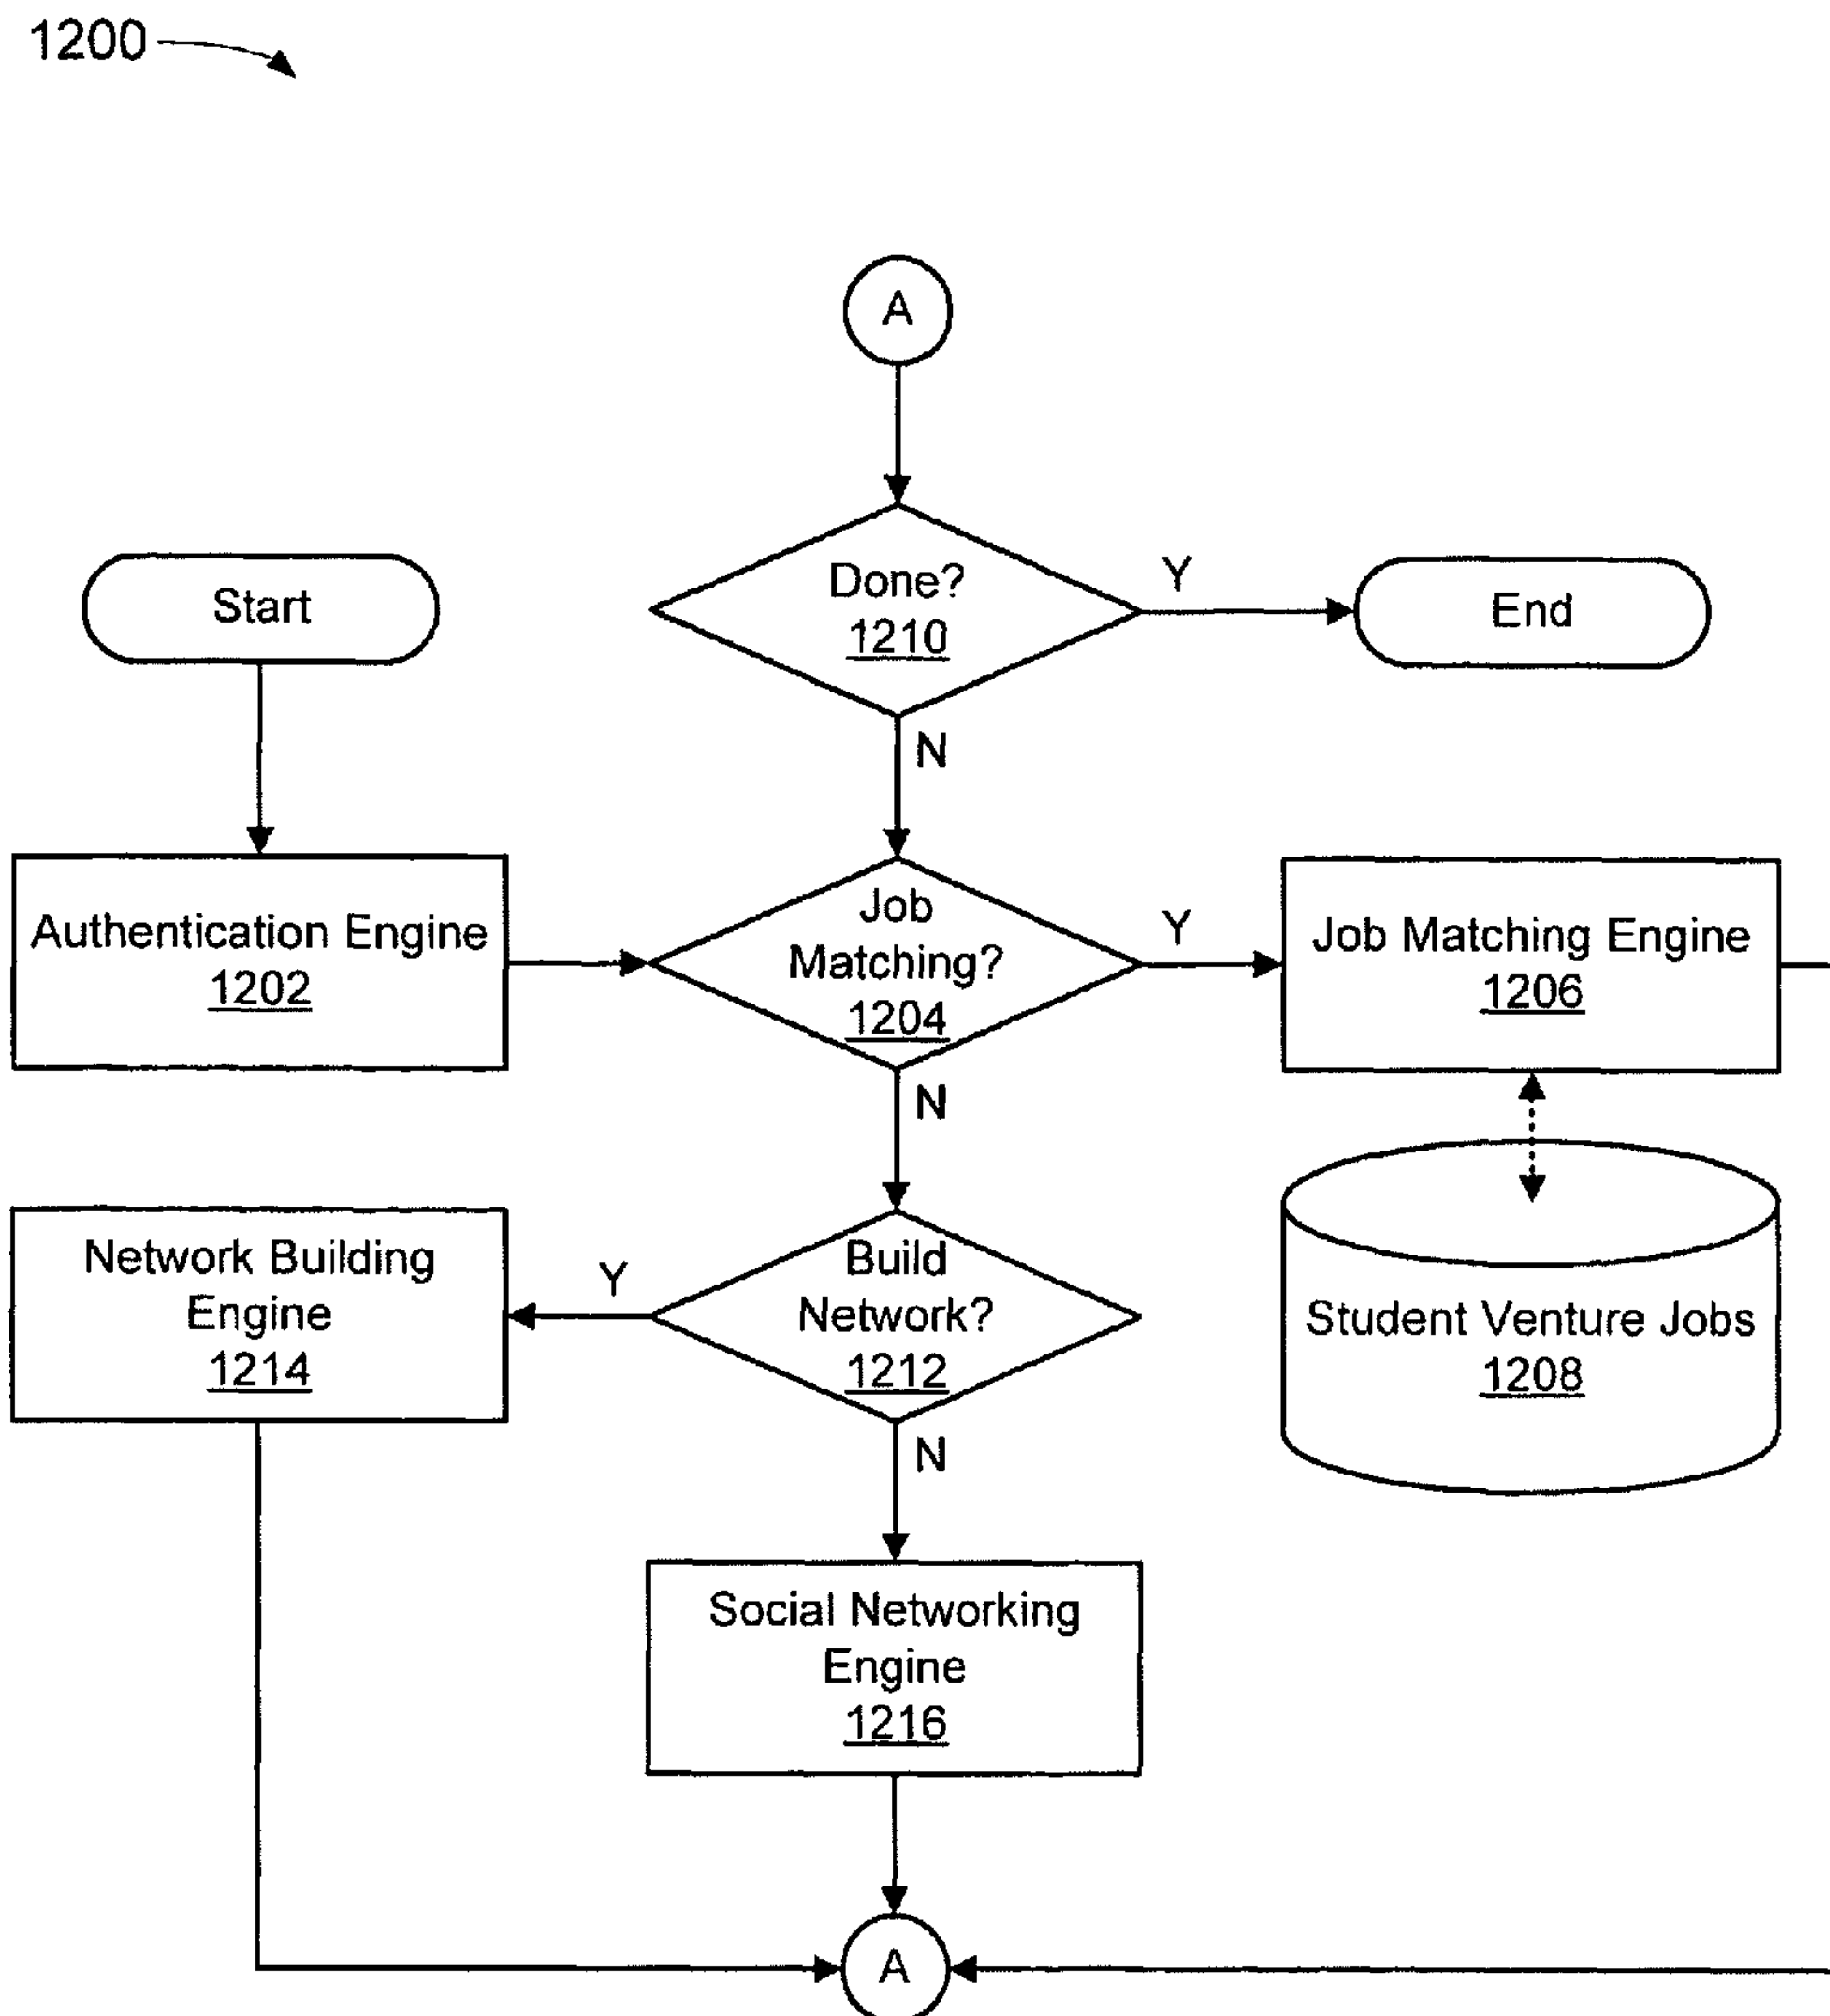 1200
A
Done?
1210
Y
End
Start
N
Authentication Engine
1202
Job
Matching?
1204
Y
Job Matching Engine
1206
N
Network Building
Engine
1214
Y
Build
Network?
1212
Student Venture Jobs
1208
N
Social Networking
Engine
1216
A